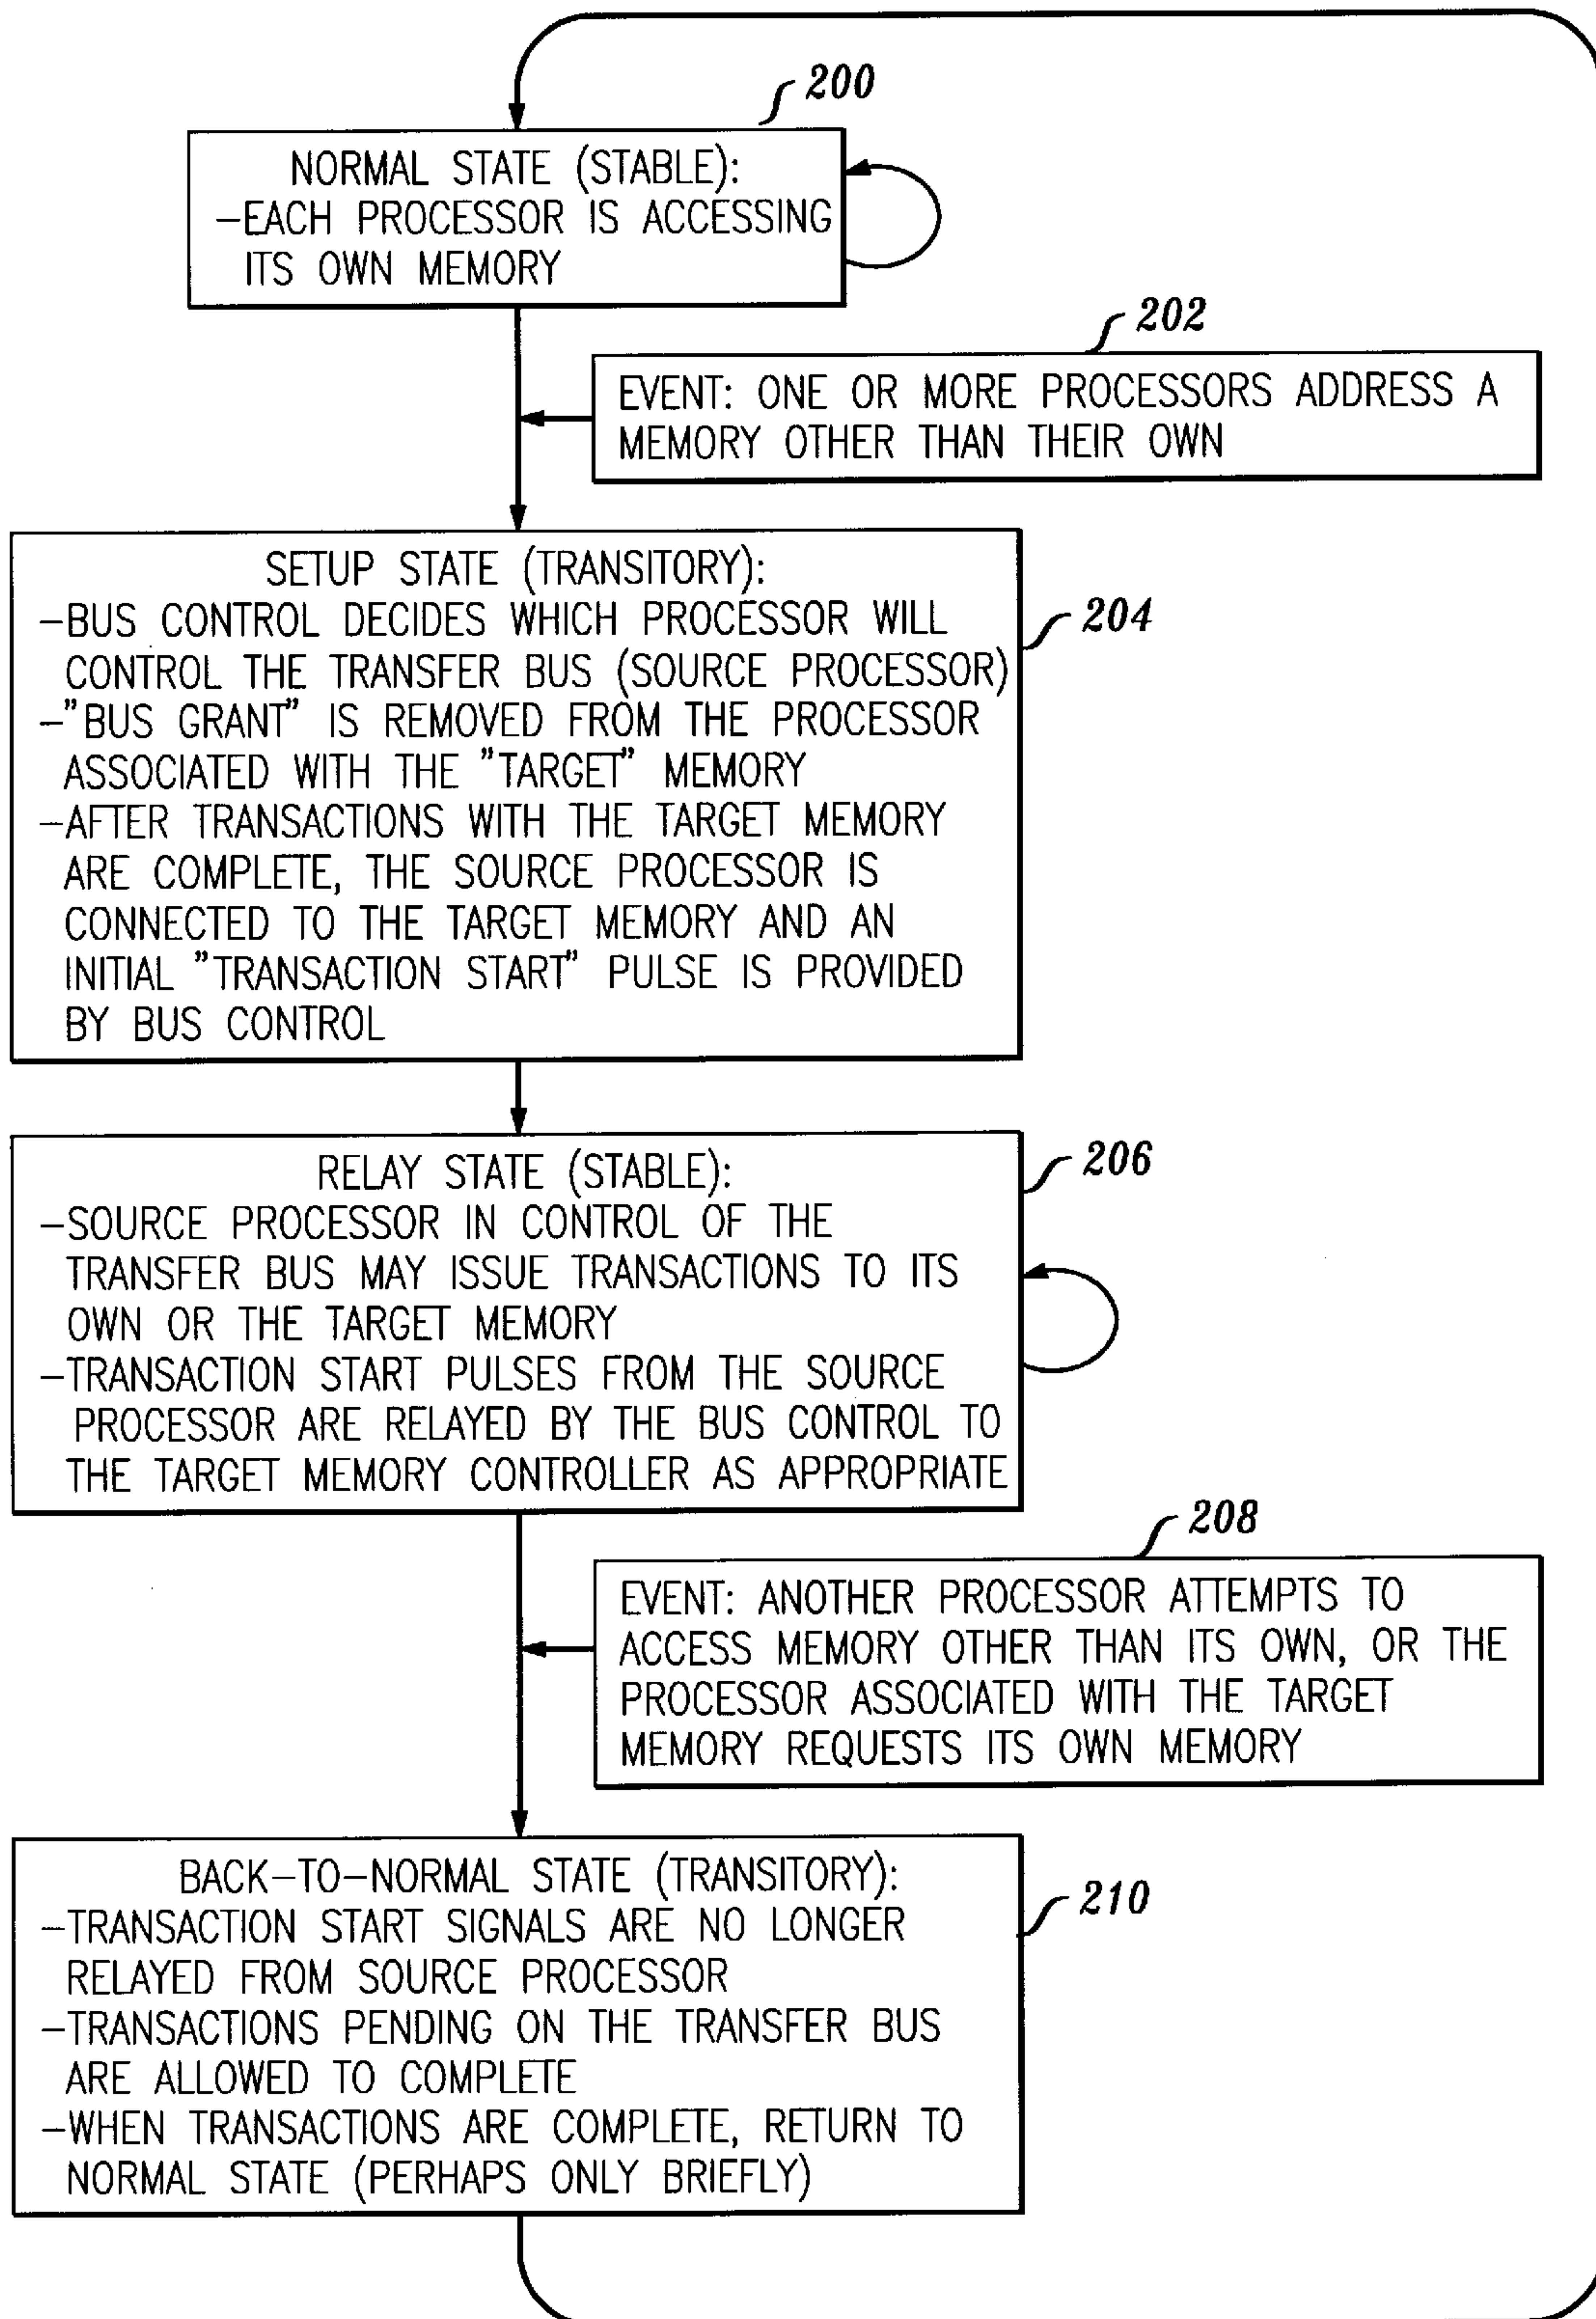 200
NORMAL STATE (STABLE):
-EACH PROCESSOR IS ACCESSING
ITS OWN MEMORY
202
EVENT: ONE OR MORE PROCESSORS ADDRESS A
MEMORY OTHER THAN THEIR OWN
SETUP STATE (TRANSITORY):
-BUS CONTROL DECIDES WHICH PROCESSOR WILL
CONTROL THE TRANSFER BUS (SOURCE PROCESSOR)
-"BUS GRANT" IS REMOVED FROM THE PROCESSOR
ASSOCIATED WITH THE "TARGET" MEMORY
-AFTER TRANSACTIONS WITH THE TARGET MEMORY
ARE COMPLETE, THE SOURCE PROCESSOR IS
CONNECTED TO THE TARGET MEMORY AND AN
INITIAL "TRANSACTION START" PULSE IS PROVIDED
BY BUS CONTROL
204
RELAY STATE (STABLE):
-SOURCE PROCESSOR IN CONTROL OF THE
TRANSFER BUS MAY ISSUE TRANSACTIONS TO ITS
OWN OR THE TARGET MEMORY
-TRANSACTION START PULSES FROM THE SOURCE
PROCESSOR ARE RELAYED BY THE BUS CONTROL TO
THE TARGET MEMORY CONTROLLER AS APPROPRIATE
206
208
EVENT: ANOTHER PROCESSOR ATTEMPTS TO
ACCESS MEMORY OTHER THAN ITS OWN, OR THE
PROCESSOR ASSOCIATED WITH THE TARGET
MEMORY REQUESTS ITS OWN MEMORY
BACK-TO-NORMAL STATE (TRANSITORY):
-TRANSACTION START SIGNALS ARE NO LONGER
RELAYED FROM SOURCE PROCESSOR
-TRANSACTIONS PENDING ON THE TRANSFER BUS
ARE ALLOWED TO COMPLETE
-WHEN TRANSACTIONS ARE COMPLETE, RETURN TO
NORMAL STATE (PERHAPS ONLY BRIEFLY)
210